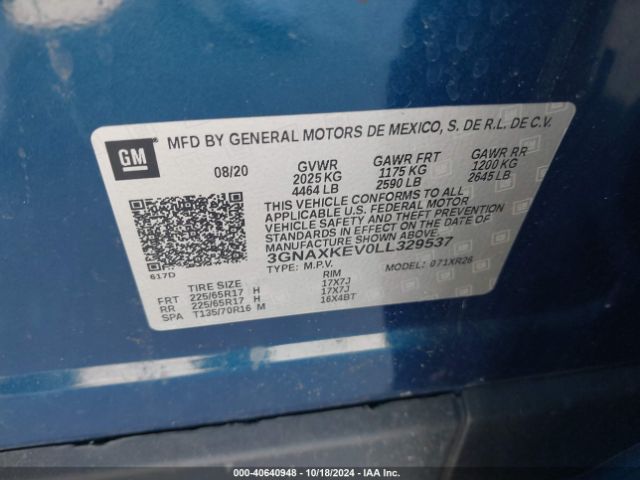 GM
MFD BY GENERAL MOTORS DE MEXICO, S. DE R.L. DE C.V.
08/20 GVWR GAWR FRT GAWR RR
2025 KG 1175 KG 1200 KG
4464 LB 2590 LB 2645 LB
THIS VEHICLE CONFORMS TO ALL
APPLICABLE U.S. FEDERAL MOTOR
VEHICLE SAFETY AND THEFT PREVENTION
STANDARDS IN EFFECT ON THE DATE OF
MANUFACTURE SHOWN ABOVE.
3GNAXKEV0LL329537
TYPE: M.P.V. MODEL: 071XR26
617D
TIRE SIZE RIM
FRT 225/65R17 H 17X7J
RR 225/65R17 H 17X7J
SPA T135/70R16 M 16X4BT
000-40640948 - 10/18/2024 - IAA Inc.